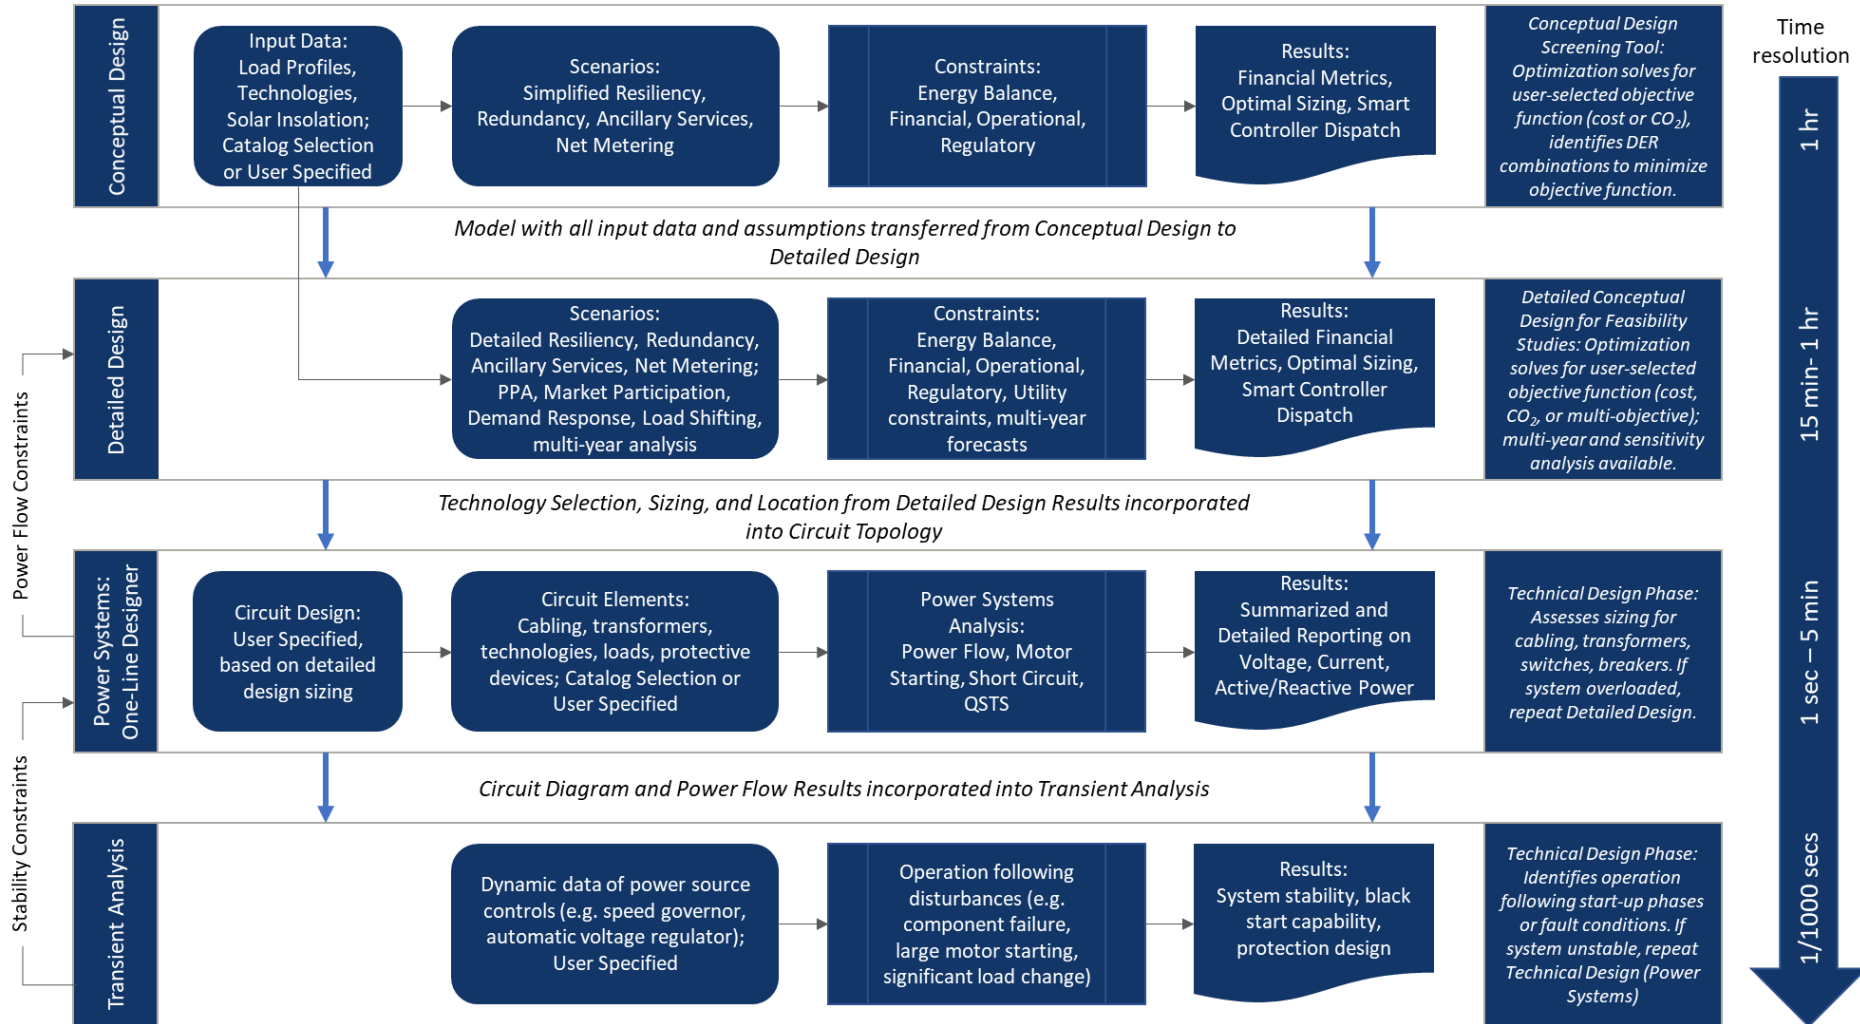 Conceptual Design
Input Data:
Load Profiles,
Technologies,
Solar Insolation;
Catalog Selection
or User Specified
Scenarios:
Simplified Resiliency,
Redundancy, Ancillary Services,
Net Metering
Constraints:
Energy Balance,
Financial, Operational,
Regulatory
Results:
Financial Metrics,
Optimal Sizing, Smart
Controller Dispatch
Conceptual Design
Screening Tool:
Optimization solves for
user-selected objective
function (cost or CO₂),
identifies DER
combinations to minimize
objective function.
Time
resolution
1 hr
Model with all input data and assumptions transferred from Conceptual Design to
Detailed Design
Detailed Design
Scenarios:
Detailed Resiliency, Redundancy,
Ancillary Services, Net Metering;
PPA, Market Participation,
Demand Response, Load Shifting,
multi-year analysis
Constraints:
Energy Balance,
Financial, Operational,
Regulatory, Utility
constraints, multi-year
forecasts
Results:
Detailed Financial
Metrics, Optimal Sizing,
Smart Controller
Dispatch
Detailed Conceptual
Design for Feasibility
Studies: Optimization
solves for user-selected
objective function (cost,
CO₂, or multi-objective);
multi-year and sensitivity
analysis available.
15 min- 1 hr
Power Flow Constraints
Technology Selection, Sizing, and Location from Detailed Design Results incorporated
into Circuit Topology
Power Systems:
One-Line Designer
Circuit Design:
User Specified,
based on detailed
design sizing
Circuit Elements:
Cabling, transformers,
technologies, loads, protective
devices; Catalog Selection or
User Specified
Power Systems
Analysis:
Power Flow, Motor
Starting, Short Circuit,
QSTS
Results:
Summarized and
Detailed Reporting on
Voltage, Current,
Active/Reactive Power
Technical Design Phase:
Assesses sizing for
cabling, transformers,
switches, breakers. If
system overloaded,
repeat Detailed Design.
1 sec – 5 min
Stability Constraints
Circuit Diagram and Power Flow Results incorporated into Transient Analysis
Transient Analysis
Dynamic data of power source
controls (e.g. speed governor,
automatic voltage regulator);
User Specified
Operation following
disturbances (e.g.
component failure,
large motor starting,
significant load change)
Results:
System stability, black
start capability,
protection design
Technical Design Phase:
Identifies operation
following start-up phases
or fault conditions. If
system unstable, repeat
Technical Design (Power
Systems)
1/1000 secs